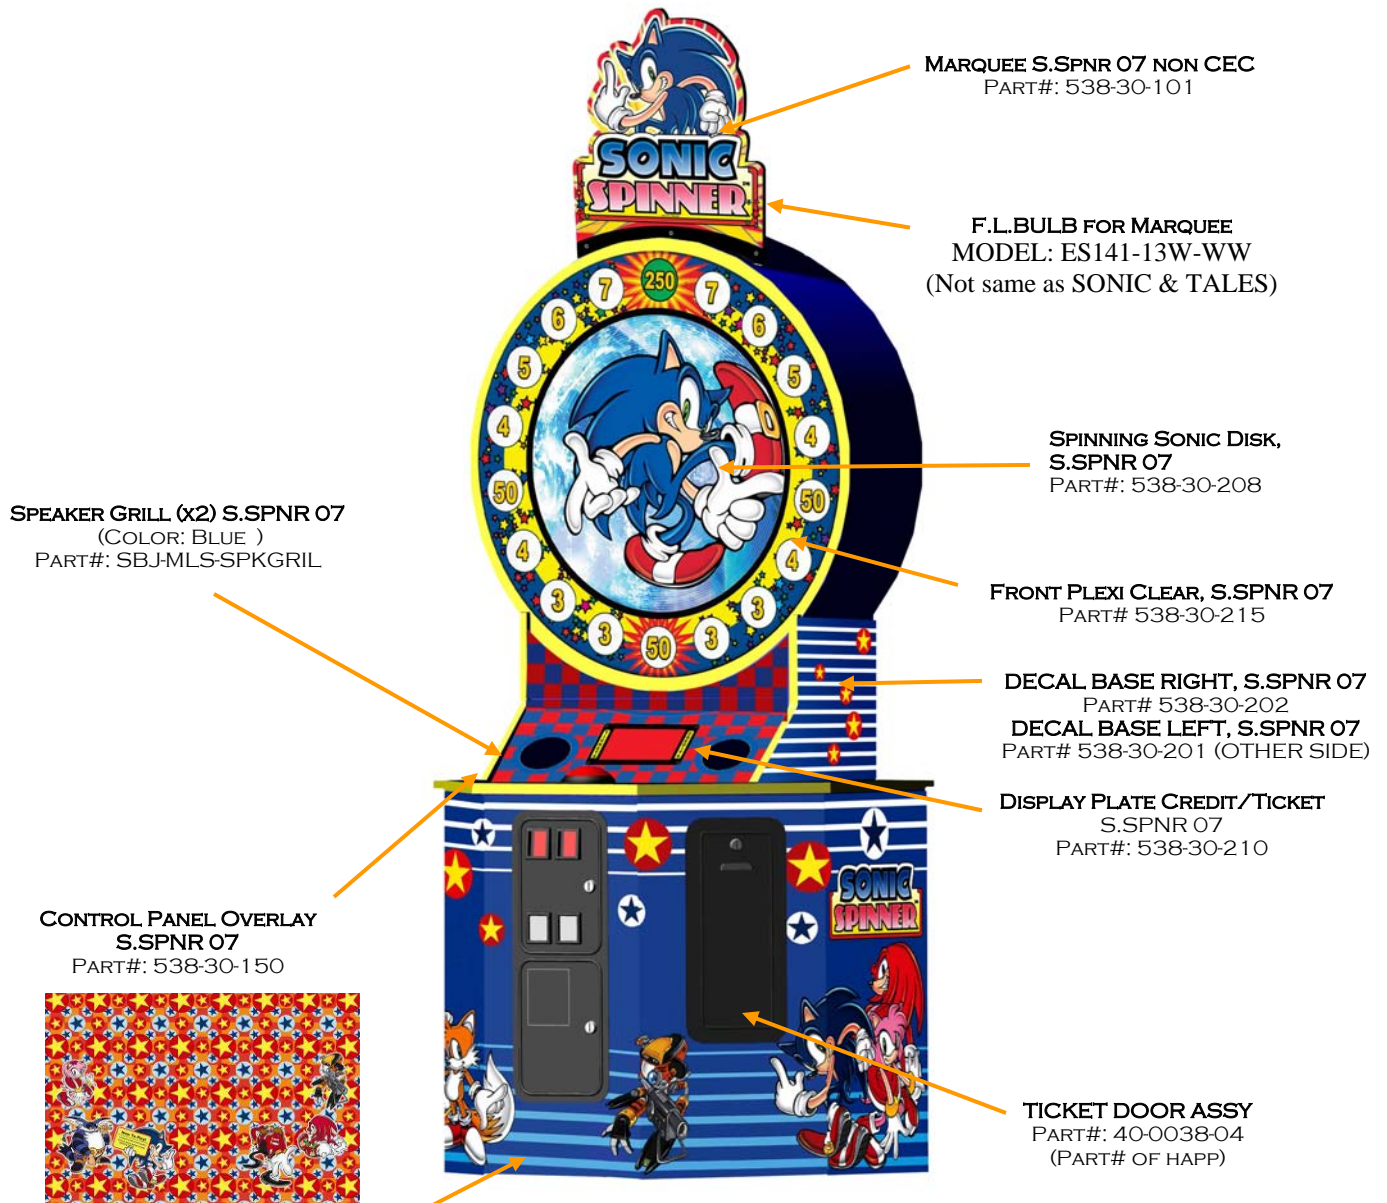 MARQUEE S.SPNR 07 NON CEC
PART#: 538-30-101
SONIC
SPINNER™
F.L.BULB FOR MARQUEE
MODEL: ES141-13W-WW
(Not same as SONIC & TALES)
250
7
7
6
6
5
5
4
4
50
50
4
4
3
3
3
3
50
SPINNING SONIC DISK,
S.SPNR 07
PART#: 538-30-208
SPEAKER GRILL (X2) S.SPNR 07
(COLOR: BLUE )
PART#: SBJ-MLS-SPKGRIL
FRONT PLEXI CLEAR, S.SPNR 07
PART# 538-30-215
DECAL BASE RIGHT, S.SPNR 07
PART# 538-30-202
DECAL BASE LEFT, S.SPNR 07
PART# 538-30-201 (OTHER SIDE)
DISPLAY PLATE CREDIT/TICKET
S.SPNR 07
PART#: 538-30-210
SONIC
SPINNER™
CONTROL PANEL OVERLAY
S.SPNR 07
PART#: 538-30-150
How To Play!
TICKET DOOR ASSY
PART#: 40-0038-04
(PART# OF HAPP)